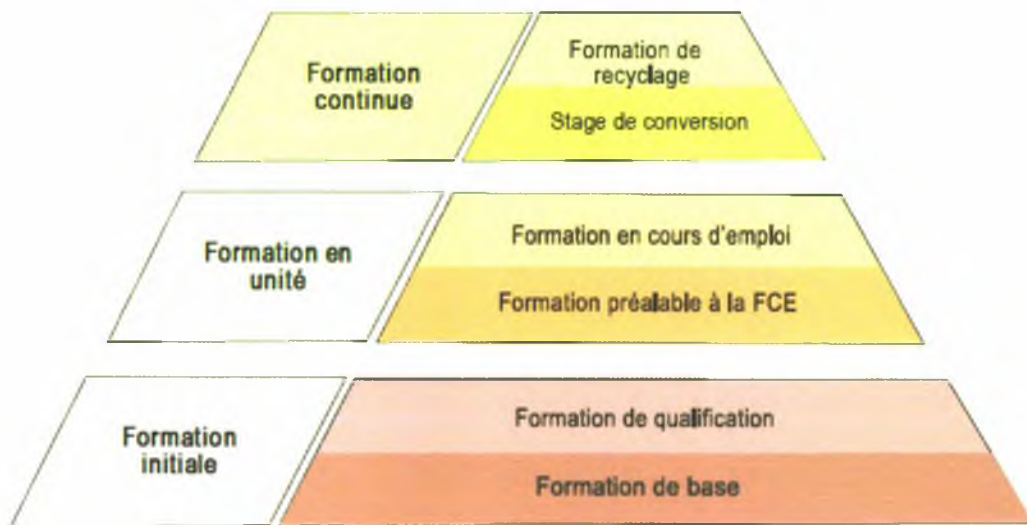 Formation
continue
Formation de
recyclage
Stage de conversion
Formation en
unité
Formation en cours d'emploi
Formation préalable à la FCE
Formation
initiale
Formation de qualification
Formation de base